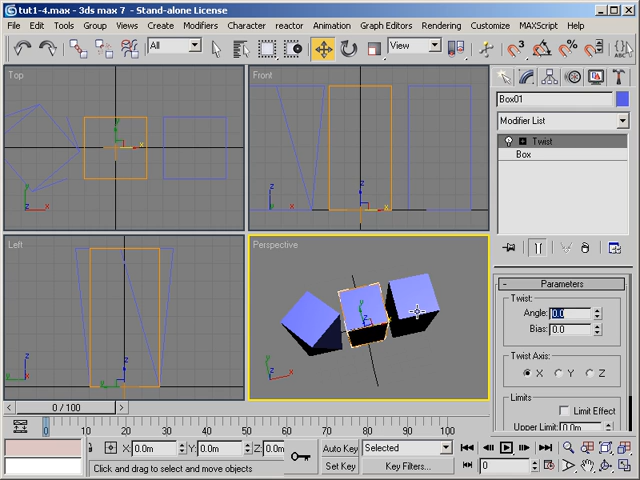 tut1-4.max - 3ds max 7 - Stand-alone License
File Edit Tools Group Views Create Modifiers Character reactor Animation Graph Editors Rendering Customize MAXScript Help
All View
Top Front
Box01
Modifier List
Twist
Box
Left Perspective
Parameters
Twist:
Angle: 0.0
Bias: 0.0
Twist Axis:
X Y Z
Limits
Limit Effect
Upper Limit: 0.0m
0 / 100
0 10 20 30 40 50 60 70 80 90 100
X: 0.0m Y: 0.0m Z: 0.0m Auto Key Selected
Click and drag to select and move objects Set Key Key Filters... 0